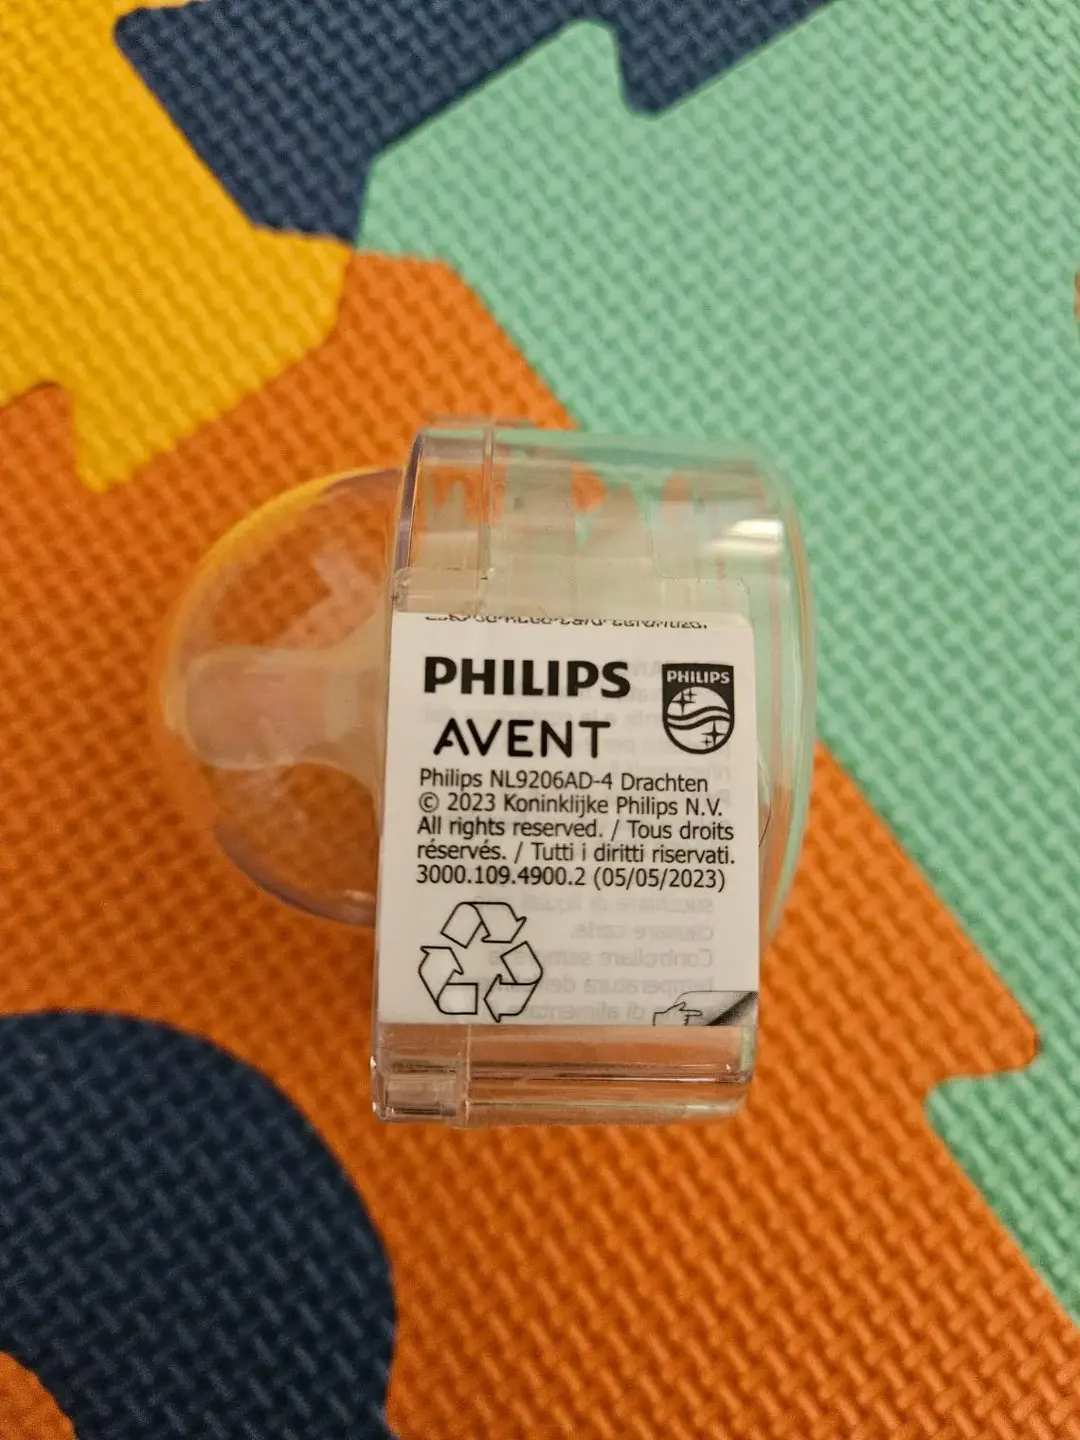 PHILIPS
AVENT
PHILIPS
Philips NL9206AD-4 Drachten
© 2023 Koninklijke Philips N.V.
All rights reserved. / Tous droits
réservés. / Tutti i diritti riservati.
3000.109.4900.2 (05/05/2023)